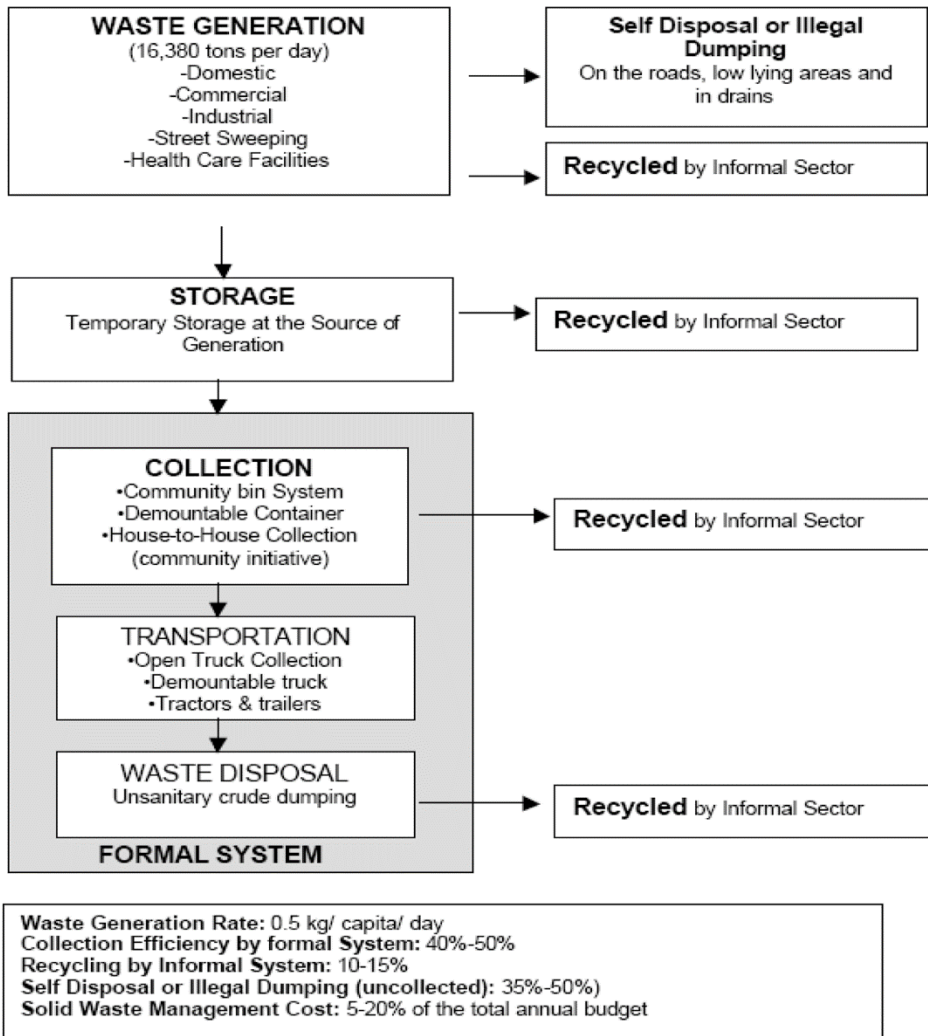 WASTE GENERATION
(16,380 tons per day)
-Domestic
-Commercial
-Industrial
-Street Sweeping
-Health Care Facilities
Self Disposal or Illegal
Dumping
On the roads, low lying areas and
in drains
Recycled by Informal Sector
STORAGE
Temporary Storage at the Source of
Generation
Recycled by Informal Sector
COLLECTION
•Community bin System
•Demountable Container
•House-to-House Collection
(community initiative)
Recycled by Informal Sector
TRANSPORTATION
•Open Truck Collection
•Demountable truck
•Tractors & trailers
WASTE DISPOSAL
Unsanitary crude dumping
Recycled by Informal Sector
FORMAL SYSTEM
Waste Generation Rate: 0.5 kg/ capita/ day
Collection Efficiency by formal System: 40%-50%
Recycling by Informal System: 10-15%
Self Disposal or Illegal Dumping (uncollected): 35%-50%)
Solid Waste Management Cost: 5-20% of the total annual budget